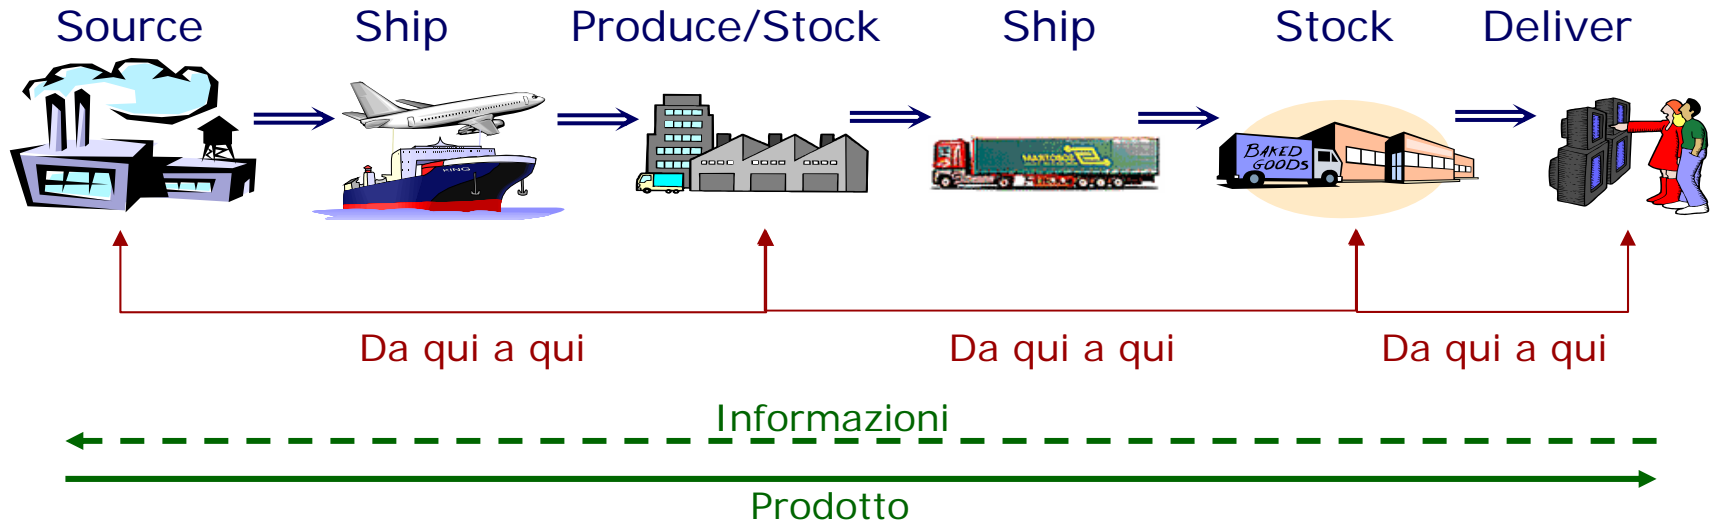 Source Ship Produce/Stock Ship Stock Deliver
KING
BAKED
GOODS
Da qui a qui Da qui a qui Da qui a qui
Informazioni
Prodotto